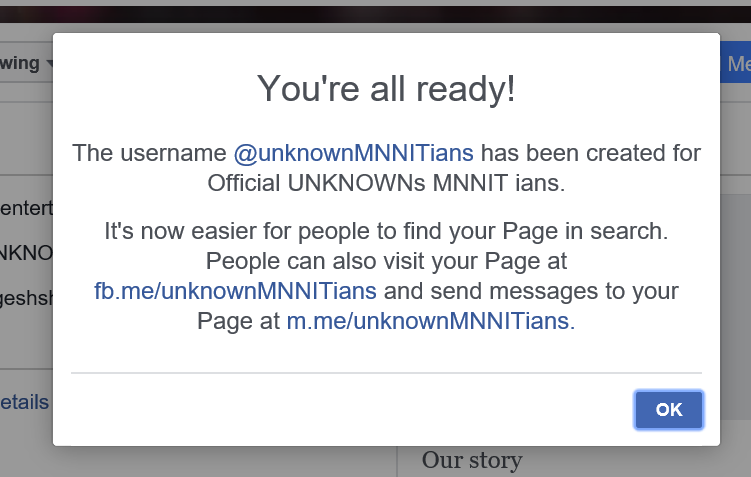 wing
Me
You're all ready!
The username @unknownMNNITians has been created for
Official UNKNOWNs MNNIT ians.
entert
It's now easier for people to find your Page in search.
NKNO
People can also visit your Page at
fb.me/unknownMNNITians and send messages to your
geshsh
Page at m.me/unknownMNNITians.
etails
OK
Our story